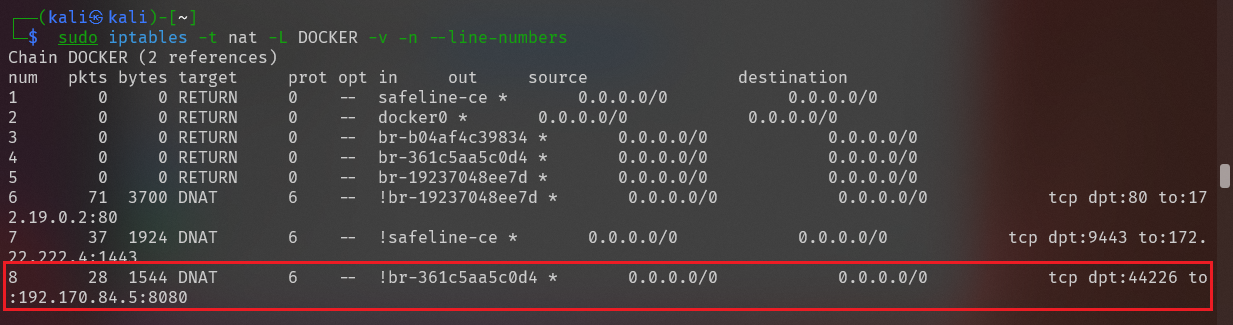 ┌──(kali㉿kali)-[~]
└─$ sudo iptables -t nat -L DOCKER -v -n --line-numbers
Chain DOCKER (2 references)
num   pkts bytes target     prot opt in     out     source               destination
1        0     0 RETURN     0    --  safeline-ce *       0.0.0.0/0            0.0.0.0/0
2        0     0 RETURN     0    --  docker0 *       0.0.0.0/0            0.0.0.0/0
3        0     0 RETURN     0    --  br-b04af4c39834 *       0.0.0.0/0            0.0.0.0/0
4        0     0 RETURN     0    --  br-361c5aa5c0d4 *       0.0.0.0/0            0.0.0.0/0
5        0     0 RETURN     0    --  br-19237048ee7d *       0.0.0.0/0            0.0.0.0/0
6       71  3700 DNAT       6    --  !br-19237048ee7d *       0.0.0.0/0            0.0.0.0/0            tcp dpt:80 to:17
2.19.0.2:80
7       37  1924 DNAT       6    --  !safeline-ce *       0.0.0.0/0            0.0.0.0/0            tcp dpt:9443 to:172.
22.222.4:1443
8       28  1544 DNAT       6    --  !br-361c5aa5c0d4 *       0.0.0.0/0            0.0.0.0/0            tcp dpt:44226 to
:192.170.84.5:8080